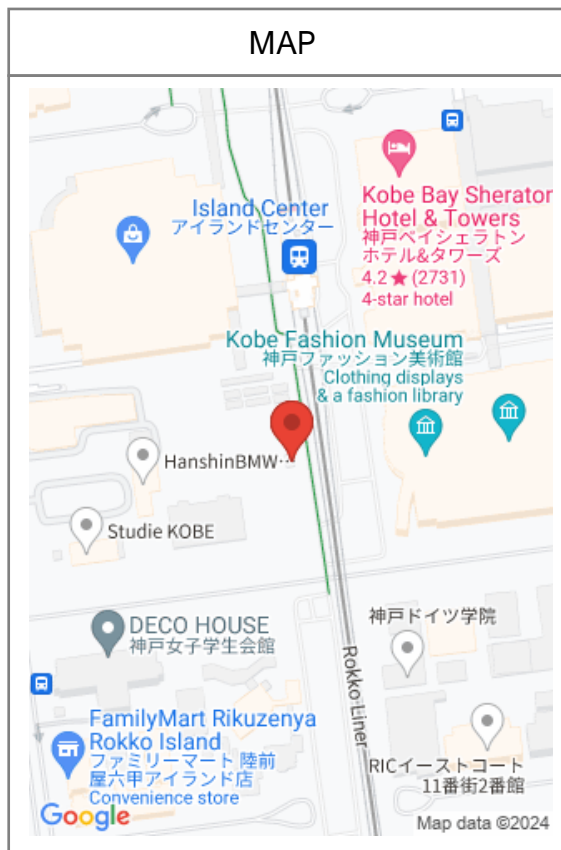 MAP
Kobe Bay Sheraton
Hotel & Towers
神戸ベイシェラトン
ホテル&タワーズ
4.2★(2731)
4-star hotel
Island Center
アイランドセンター
Kobe Fashion Museum
神戸ファッション美術館
Clothing displays
& a fashion library
HanshinBMW…
Studie KOBE
DECO HOUSE
神戸女子学生会館
神戸ドイツ学院
Rokko Liner
FamilyMart Rikuzenya
Rokko Island
ファミリーマート 陸前
屋六甲アイランド店
Convenience store
RICイーストコート
11番街2番館
Google
Map data ©2024